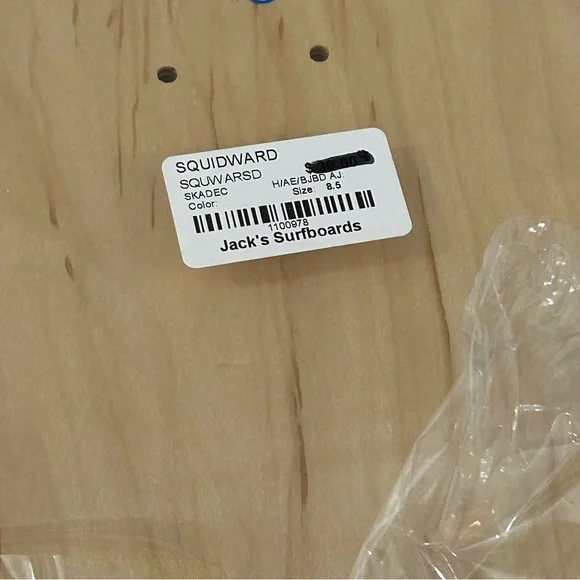 SQUIDWARD
SQUWARSD
SKADEC H/AE/BJBD AJ:
Color: Size: 8.5
1100978
Jack's Surfboards